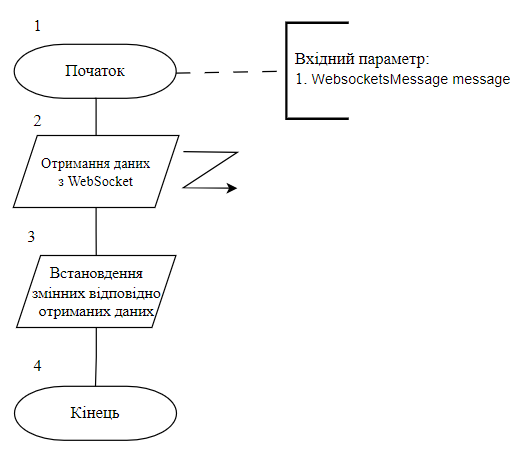 1
Початок
Вхідний параметр:
1. WebsocketsMessage message
2
Отримання даних
з WebSocket
3
Встановдення
змінних відповідно
отриманих даних
4
Кінець